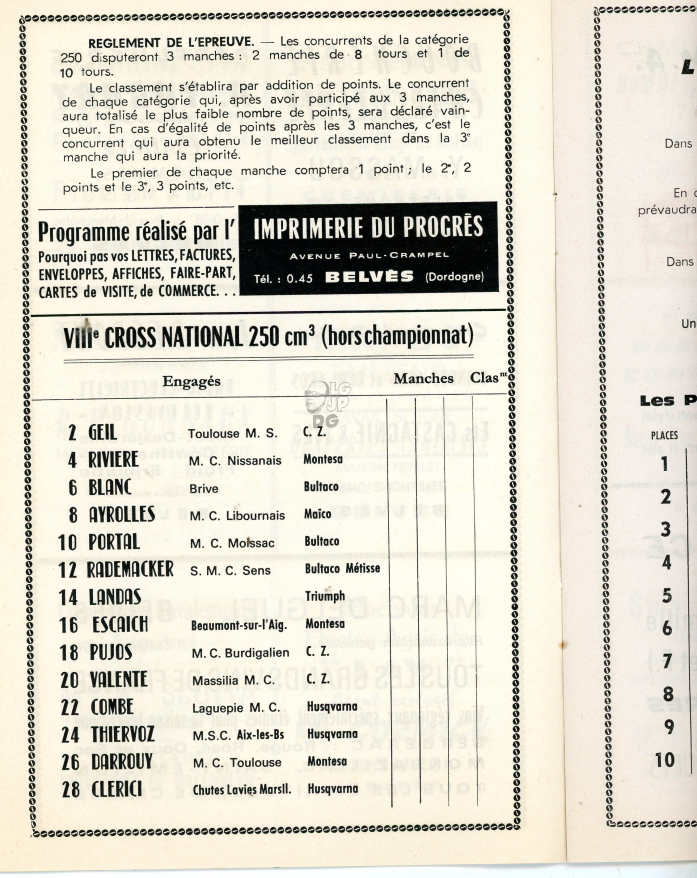 REGLEMENT DE L'EPREUVE. — Les concurrents de la catégorie
250 disputeront 3 manches : 2 manches de 8 tours et 1 de
10 tours.
Le classement s'établira par addition de points. Le concurrent
de chaque catégorie qui, après avoir participé aux 3 manches,
aura totalisé le plus faible nombre de points, sera déclaré vain-
queur. En cas d'égalité de points après les 3 manches, c'est le
concurrent qui aura obtenu le meilleur classement dans la 3e
manche qui aura la priorité.
Le premier de chaque manche comptera 1 point ; le 2e, 2
points et le 3e, 3 points, etc.
Programme réalisé par l'
Pourquoi pas vos LETTRES, FACTURES,
ENVELOPPES, AFFICHES, FAIRE-PART,
CARTES de VISITE, de COMMERCE. . .
IMPRIMERIE DU PROGRÈS
AVENUE PAUL-CRAMPEL
Tél. : 0.45 BELVÈS (Dordogne)
VIIIe CROSS NATIONAL 250 cm3 (hors championnat)
Engagés Manches Clasmt
2 GEIL Toulouse M. S. C. Z.
4 RIVIERE M. C. Nissanais Montesa
6 BLANC Brive Bultaco
8 AYROLLES M. C. Libournais Maïco
10 PORTAL M. C. Moissac Bultaco
12 RADEMACKER S. M. C. Sens Bultaco Métisse
14 LANDAS Triumph
16 ESCAICH Beaumont-sur-l'Aig. Montesa
18 PUJOS M. C. Burdigalien C. Z.
20 VALENTE Massilia M. C. C. Z.
22 COMBE Laguepie M. C. Husqvarna
24 THIERVOZ M.S.C. Aix-les-Bs Husqvarna
26 DARROUY M. C. Toulouse Montesa
28 CLERICI Chutes Lavies Marsll. Husqvarna
L
Dans
En
prévaudra
Dans
Un
Les P
PLACES
1
2
3
4
5
6
7
8
9
10